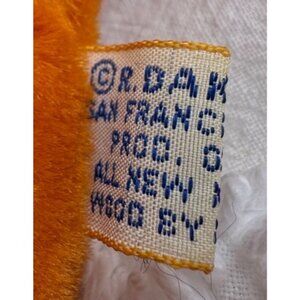 © R. DAK
SAN FRANC
PROD. O
ALL NEW M
WOOD BY